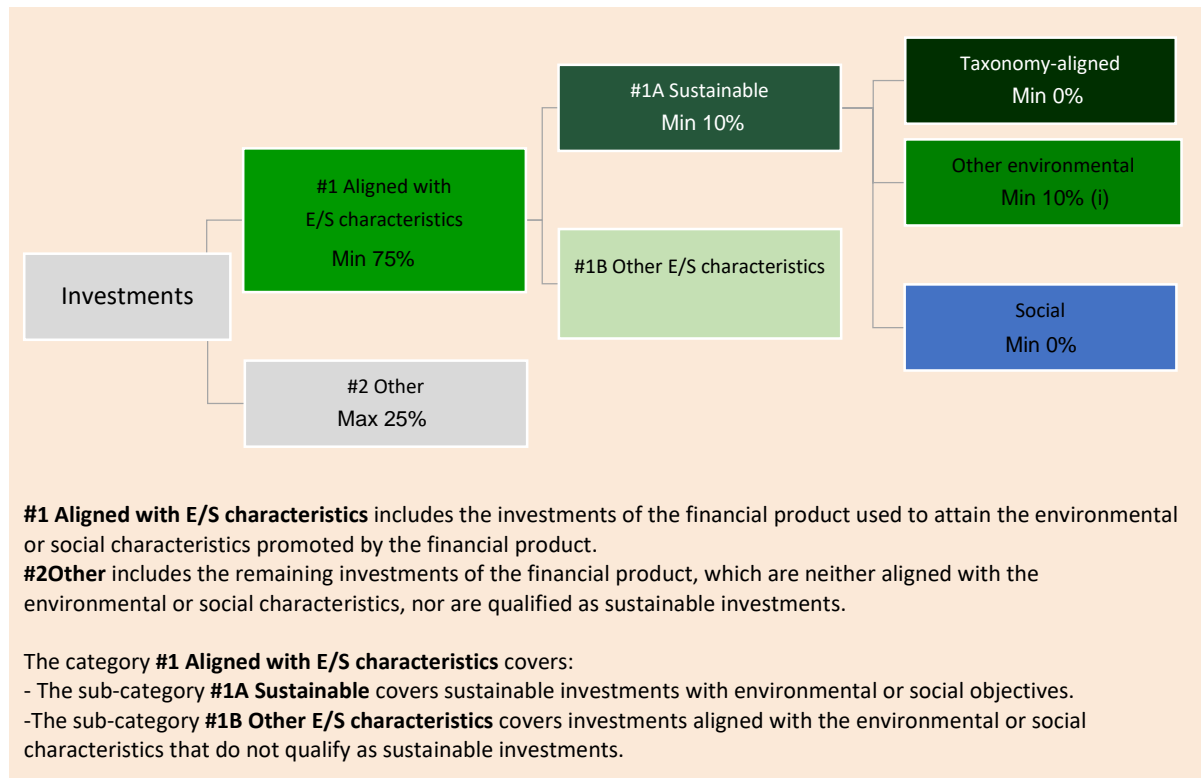 Investments
#1 Aligned with
E/S characteristics
Min 75%
#2 Other
Max 25%
#1A Sustainable
Min 10%
#1B Other E/S characteristics
Taxonomy-aligned
Min 0%
Other environmental
Min 10% (i)
Social
Min 0%
#1 Aligned with E/S characteristics includes the investments of the financial product used to attain the environmental
or social characteristics promoted by the financial product.
#2Other includes the remaining investments of the financial product, which are neither aligned with the
environmental or social characteristics, nor are qualified as sustainable investments.
The category #1 Aligned with E/S characteristics covers:
- The sub-category #1A Sustainable covers sustainable investments with environmental or social objectives.
-The sub-category #1B Other E/S characteristics covers investments aligned with the environmental or social
characteristics that do not qualify as sustainable investments.